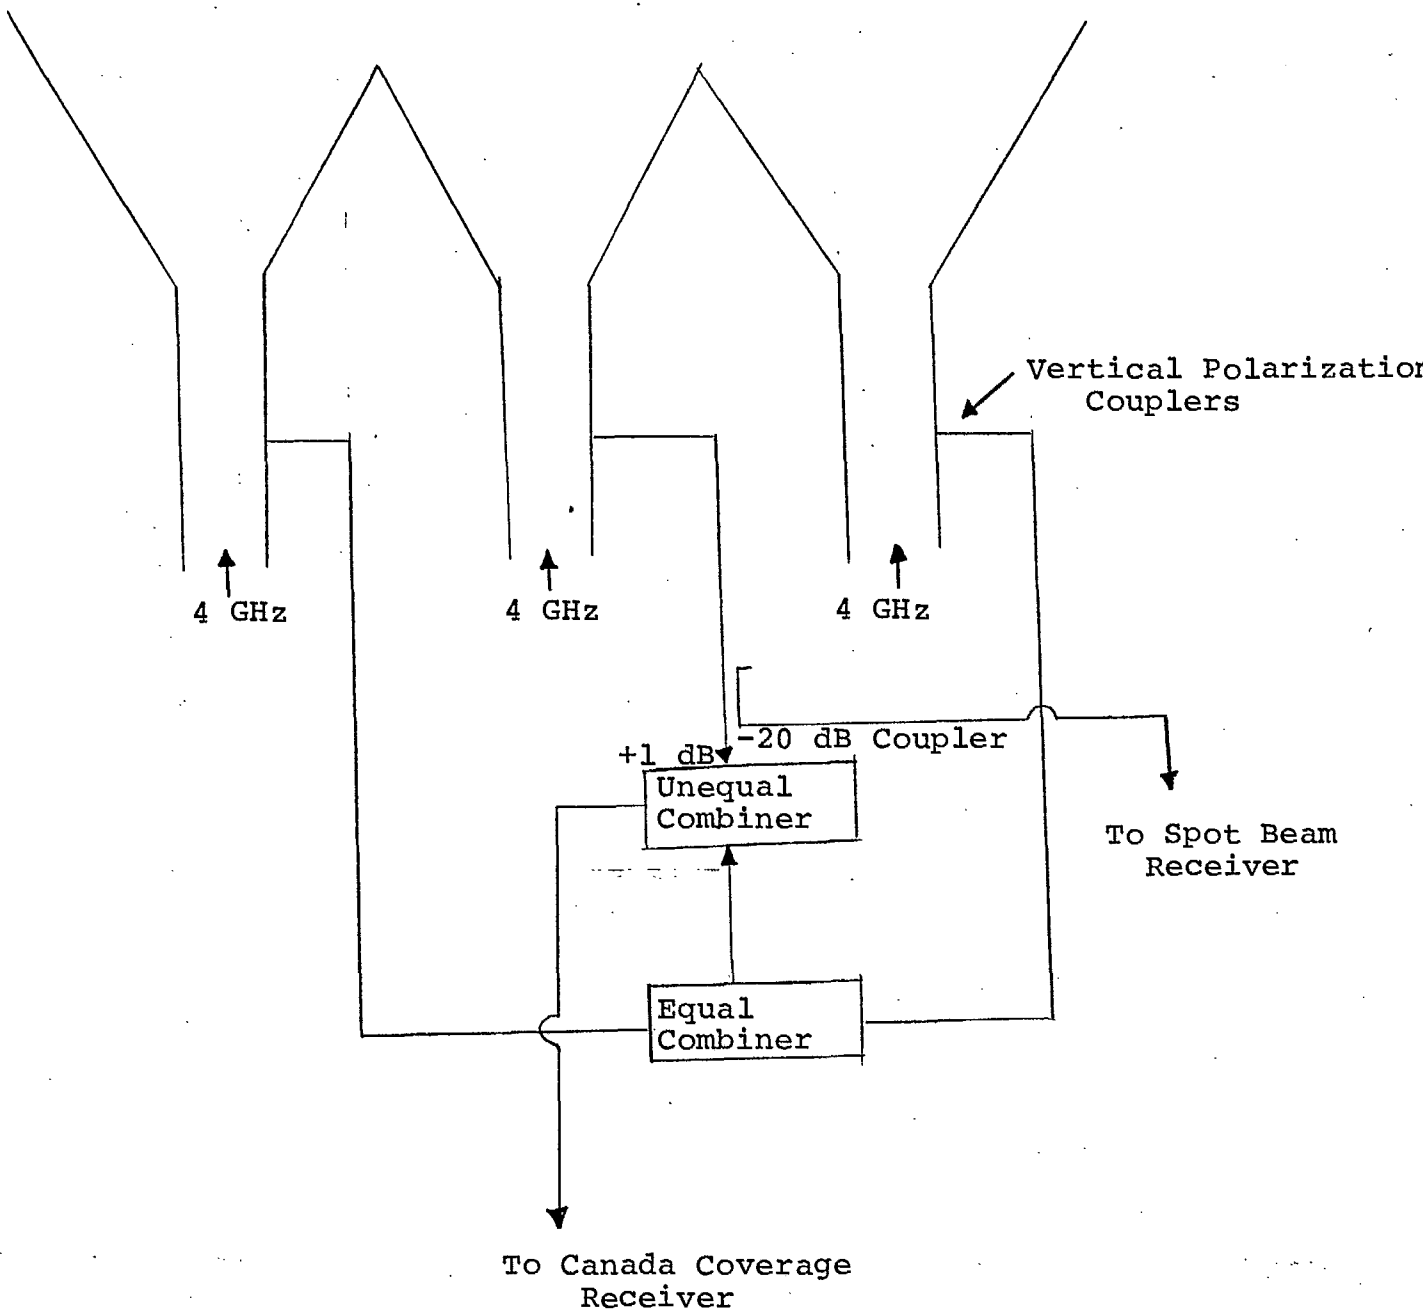 Vertical Polarization
Couplers
4 GHz
4 GHz
4 GHz
-20 dB Coupler
+1 dB
Unequal
Combiner
To Spot Beam
Receiver
Equal
Combiner
To Canada Coverage
Receiver